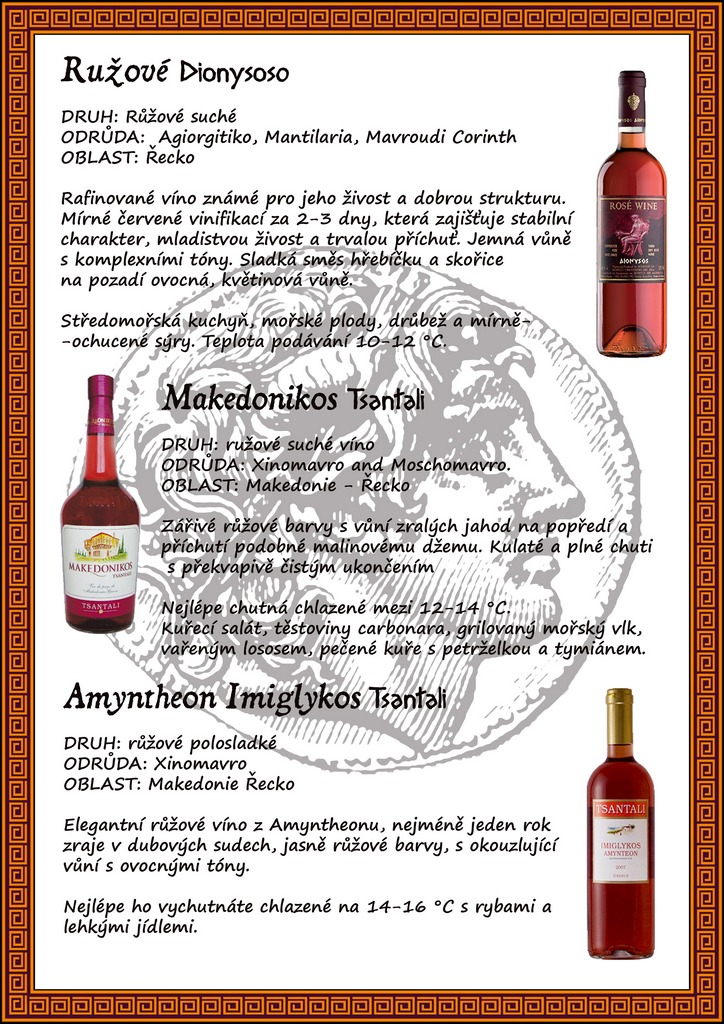 Ružové Dionysoso
DRUH: Růžové suché
ODRŮDA: Agiorgitiko, Mantilaria, Mavroudi Corinth
OBLAST: Řecko
Rafinované víno známé pro jeho živost a dobrou strukturu.
Mírné červené vinifikací za 2-3 dny, která zajišťuje stabilní
charakter, mladistvou živost a trvalou příchuť. Jemná vůně
s komplexními tóny. Sladká směs hřebíčku a skořice
na pozadí ovocná, květinová vůně.
Středomořská kuchyň, mořské plody, drůbež a mírně-
-ochucené sýry. Teplota podávání 10-12 °C.
ROSÉ WINE
DIONYSOS
Makedonikos Tsantali
DRUH: ružové suché víno
ODRŮDA: Xinomavro and Moschomavro.
OBLAST: Makedonie - Řecko
Zářivé růžové barvy s vůní zralých jahod na popředí a
příchutí podobné malinovému džemu. Kulaté a plné chuti
s překvapivě čistým ukončením
Nejlépe chutná chlazené mezi 12-14 °C.
Kuřecí salát, těstoviny carbonara, grilovaný mořský vlk,
vařeným lososem, pečené kuře s petrželkou a tymiánem.
MAKEDONIKOS
TSANTALI
TSANTALI
Amyntheon Imiglykos Tsantali
DRUH: růžové polosladké
ODRŮDA: Xinomavro
OBLAST: Makedonie Řecko
Elegantní růžové víno z Amyntheonu, nejméně jeden rok
zraje v dubových sudech, jasně růžové barvy, s okouzlující
vůní s ovocnými tóny.
Nejlépe ho vychutnáte chlazené na 14-16 °C s rybami a
lehkými jídlemi.
TSANTALI
IMIGLYKOS
AMYNTEON
2007